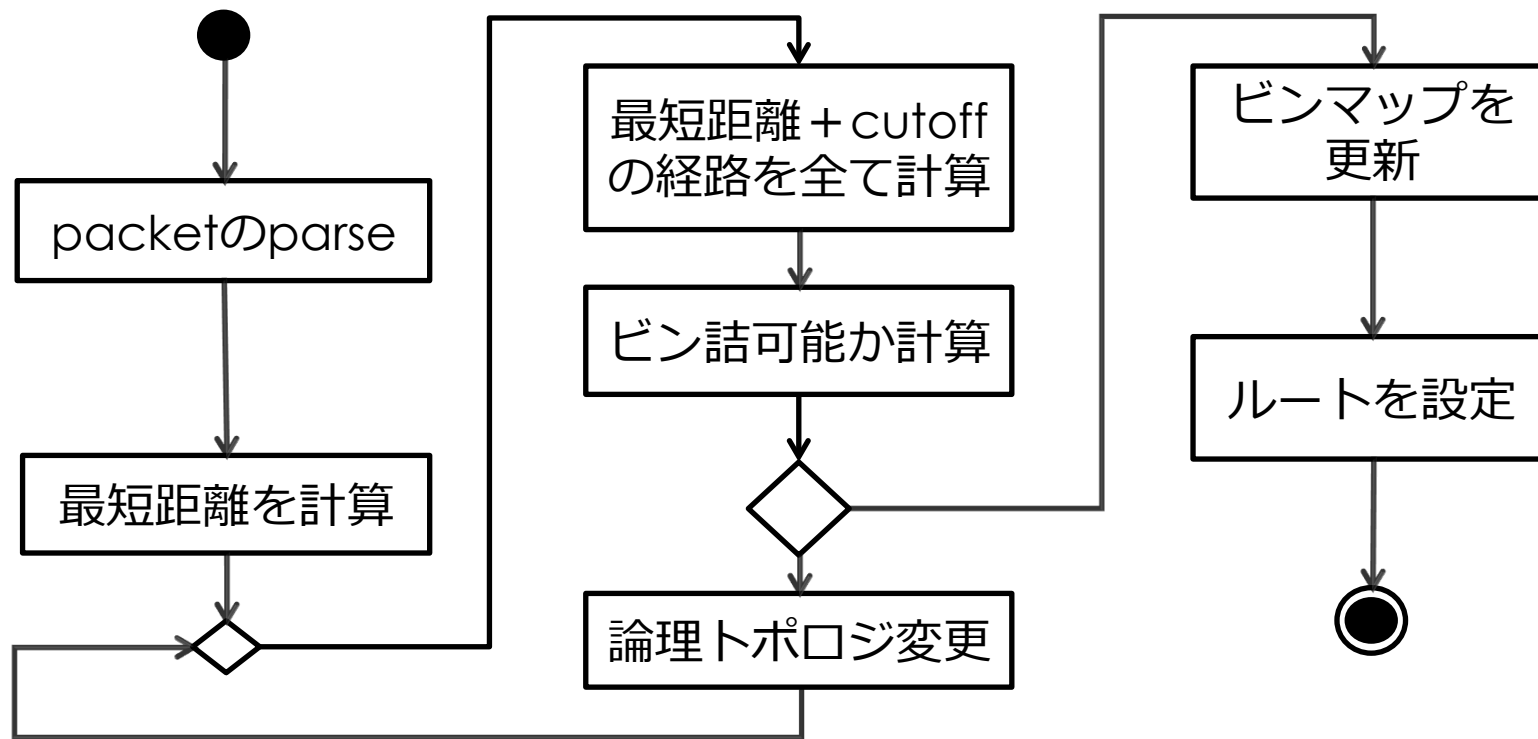 packetのparse
最短距離を計算
最短距離＋cutoff
の経路を全て計算
ビン詰可能か計算
論理トポロジ変更
ビンマップを
更新
ルートを設定